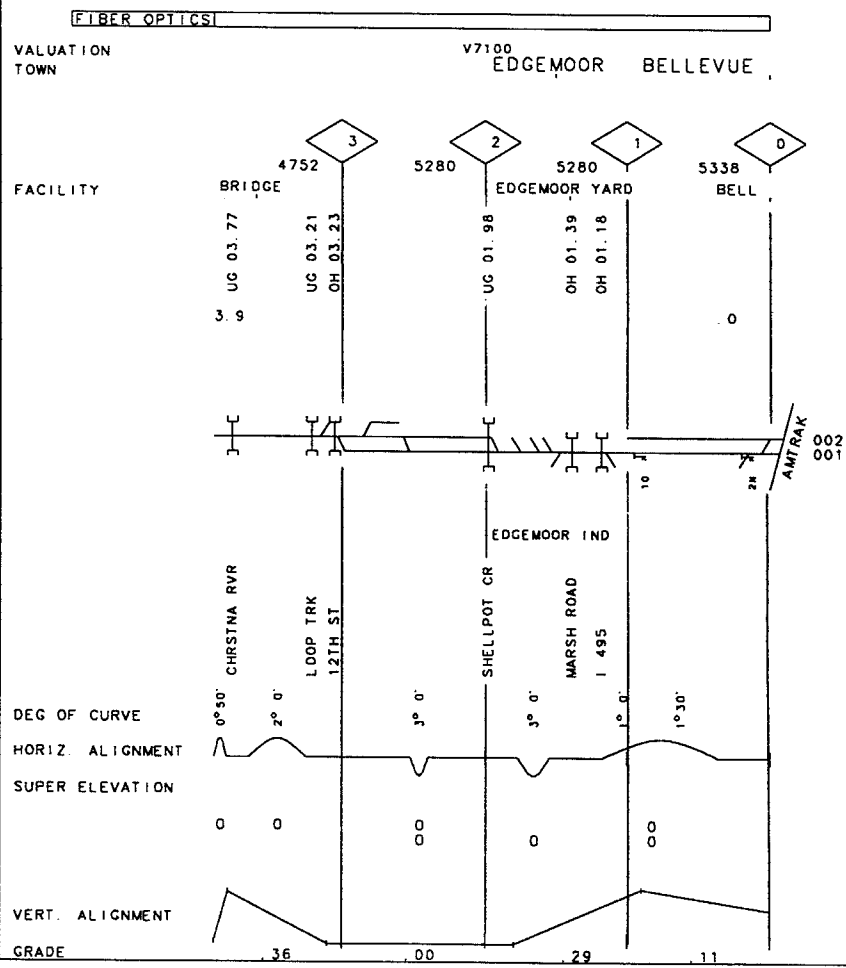 FIBER OPTICS
VALUATION V7100
TOWN EDGEMOOR BELLEVUE
3 2 1 0
4752 5280 5280 5338
FACILITY BRIDGE EDGEMOOR YARD BELL
UG 03.77 UG 03.21 OH 03.23 UG 01.98 OH 01.39 OH 01.18
3.9 .0
AMTRAK
002
001
10 2N
EDGEMOOR IND
CHRSTNA RVR LOOP TRK 12TH ST SHELLPOT CR MARSH ROAD I 495
DEG OF CURVE 0°50' 2° 0' 3° 0' 3° 0' 1° 0' 1°30'
HORIZ. ALIGNMENT
SUPER ELEVATION
0 0 0 0 0
0 0
VERT. ALIGNMENT
GRADE .36 .00 .29 .11